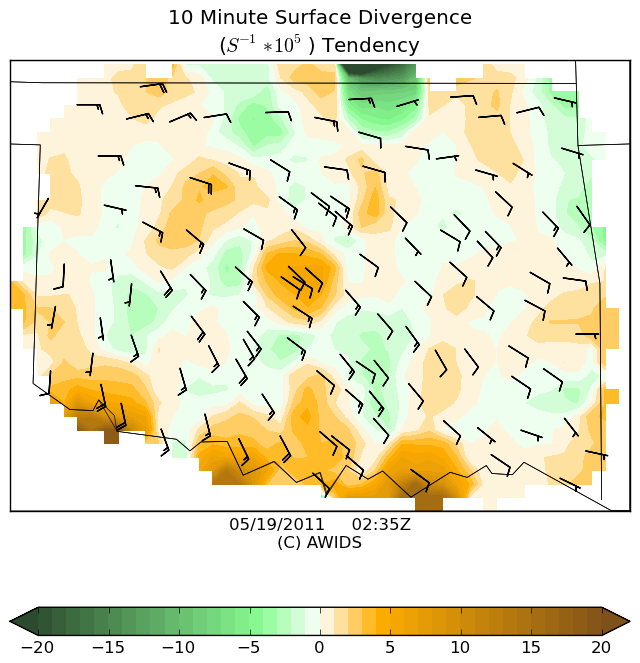 10 Minute Surface Divergence
(S⁻¹ ∗ 10⁵ ) Tendency
05/19/2011 02:35Z
(C) AWIDS
−20 −15 −10 −5 0 5 10 15 20